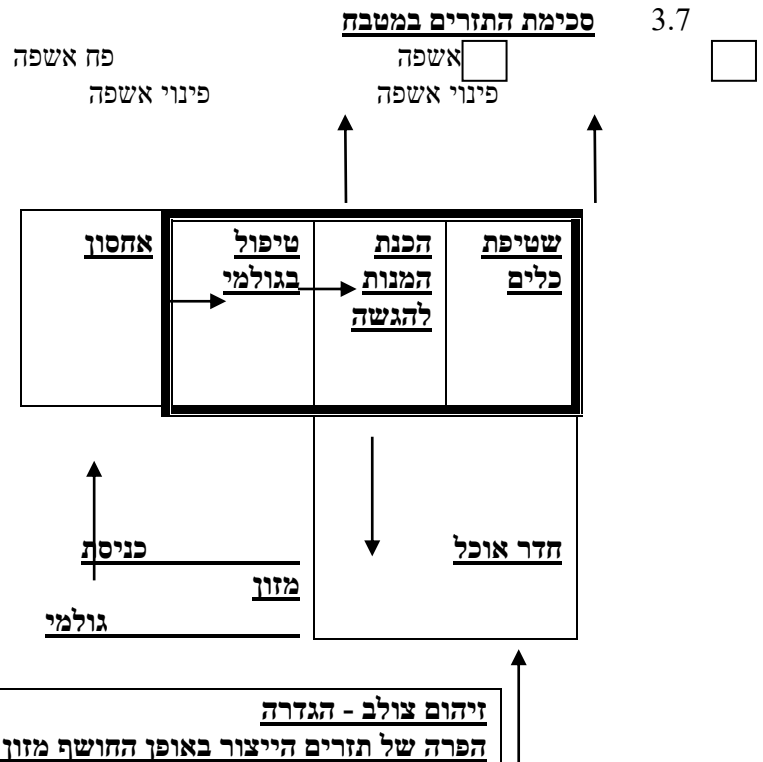 3.7 סכימת התזרים במטבח
אשפה פח אשפה
פינוי אשפה פינוי אשפה
שטיפת כלים
הכנת המנות להגשה
טיפול בגולמי
אחסון
חדר אוכל
כניסת
מזון
גולמי
זיהום צולב - הגדרה
הפרה של תזרים הייצור באופן החושף מזון